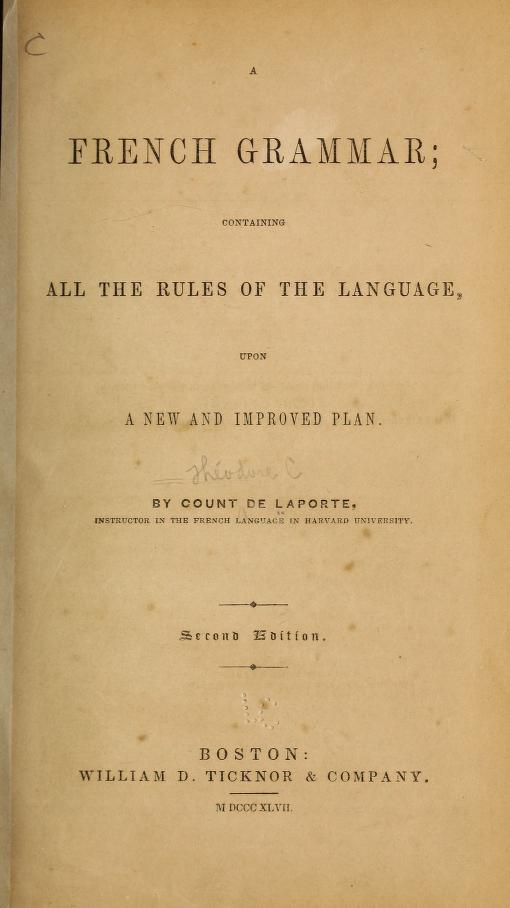 C
A
FRENCH GRAMMAR;
CONTAINING
ALL THE RULES OF THE LANGUAGE,
UPON
A NEW AND IMPROVED PLAN.
Théodore C
BY COUNT DE LAPORTE,
INSTRUCTOR IN THE FRENCH LANGUAGE IN HARVARD UNIVERSITY.
Second Edition.
BOSTON:
WILLIAM D. TICKNOR & COMPANY.
M DCCC XLVII.